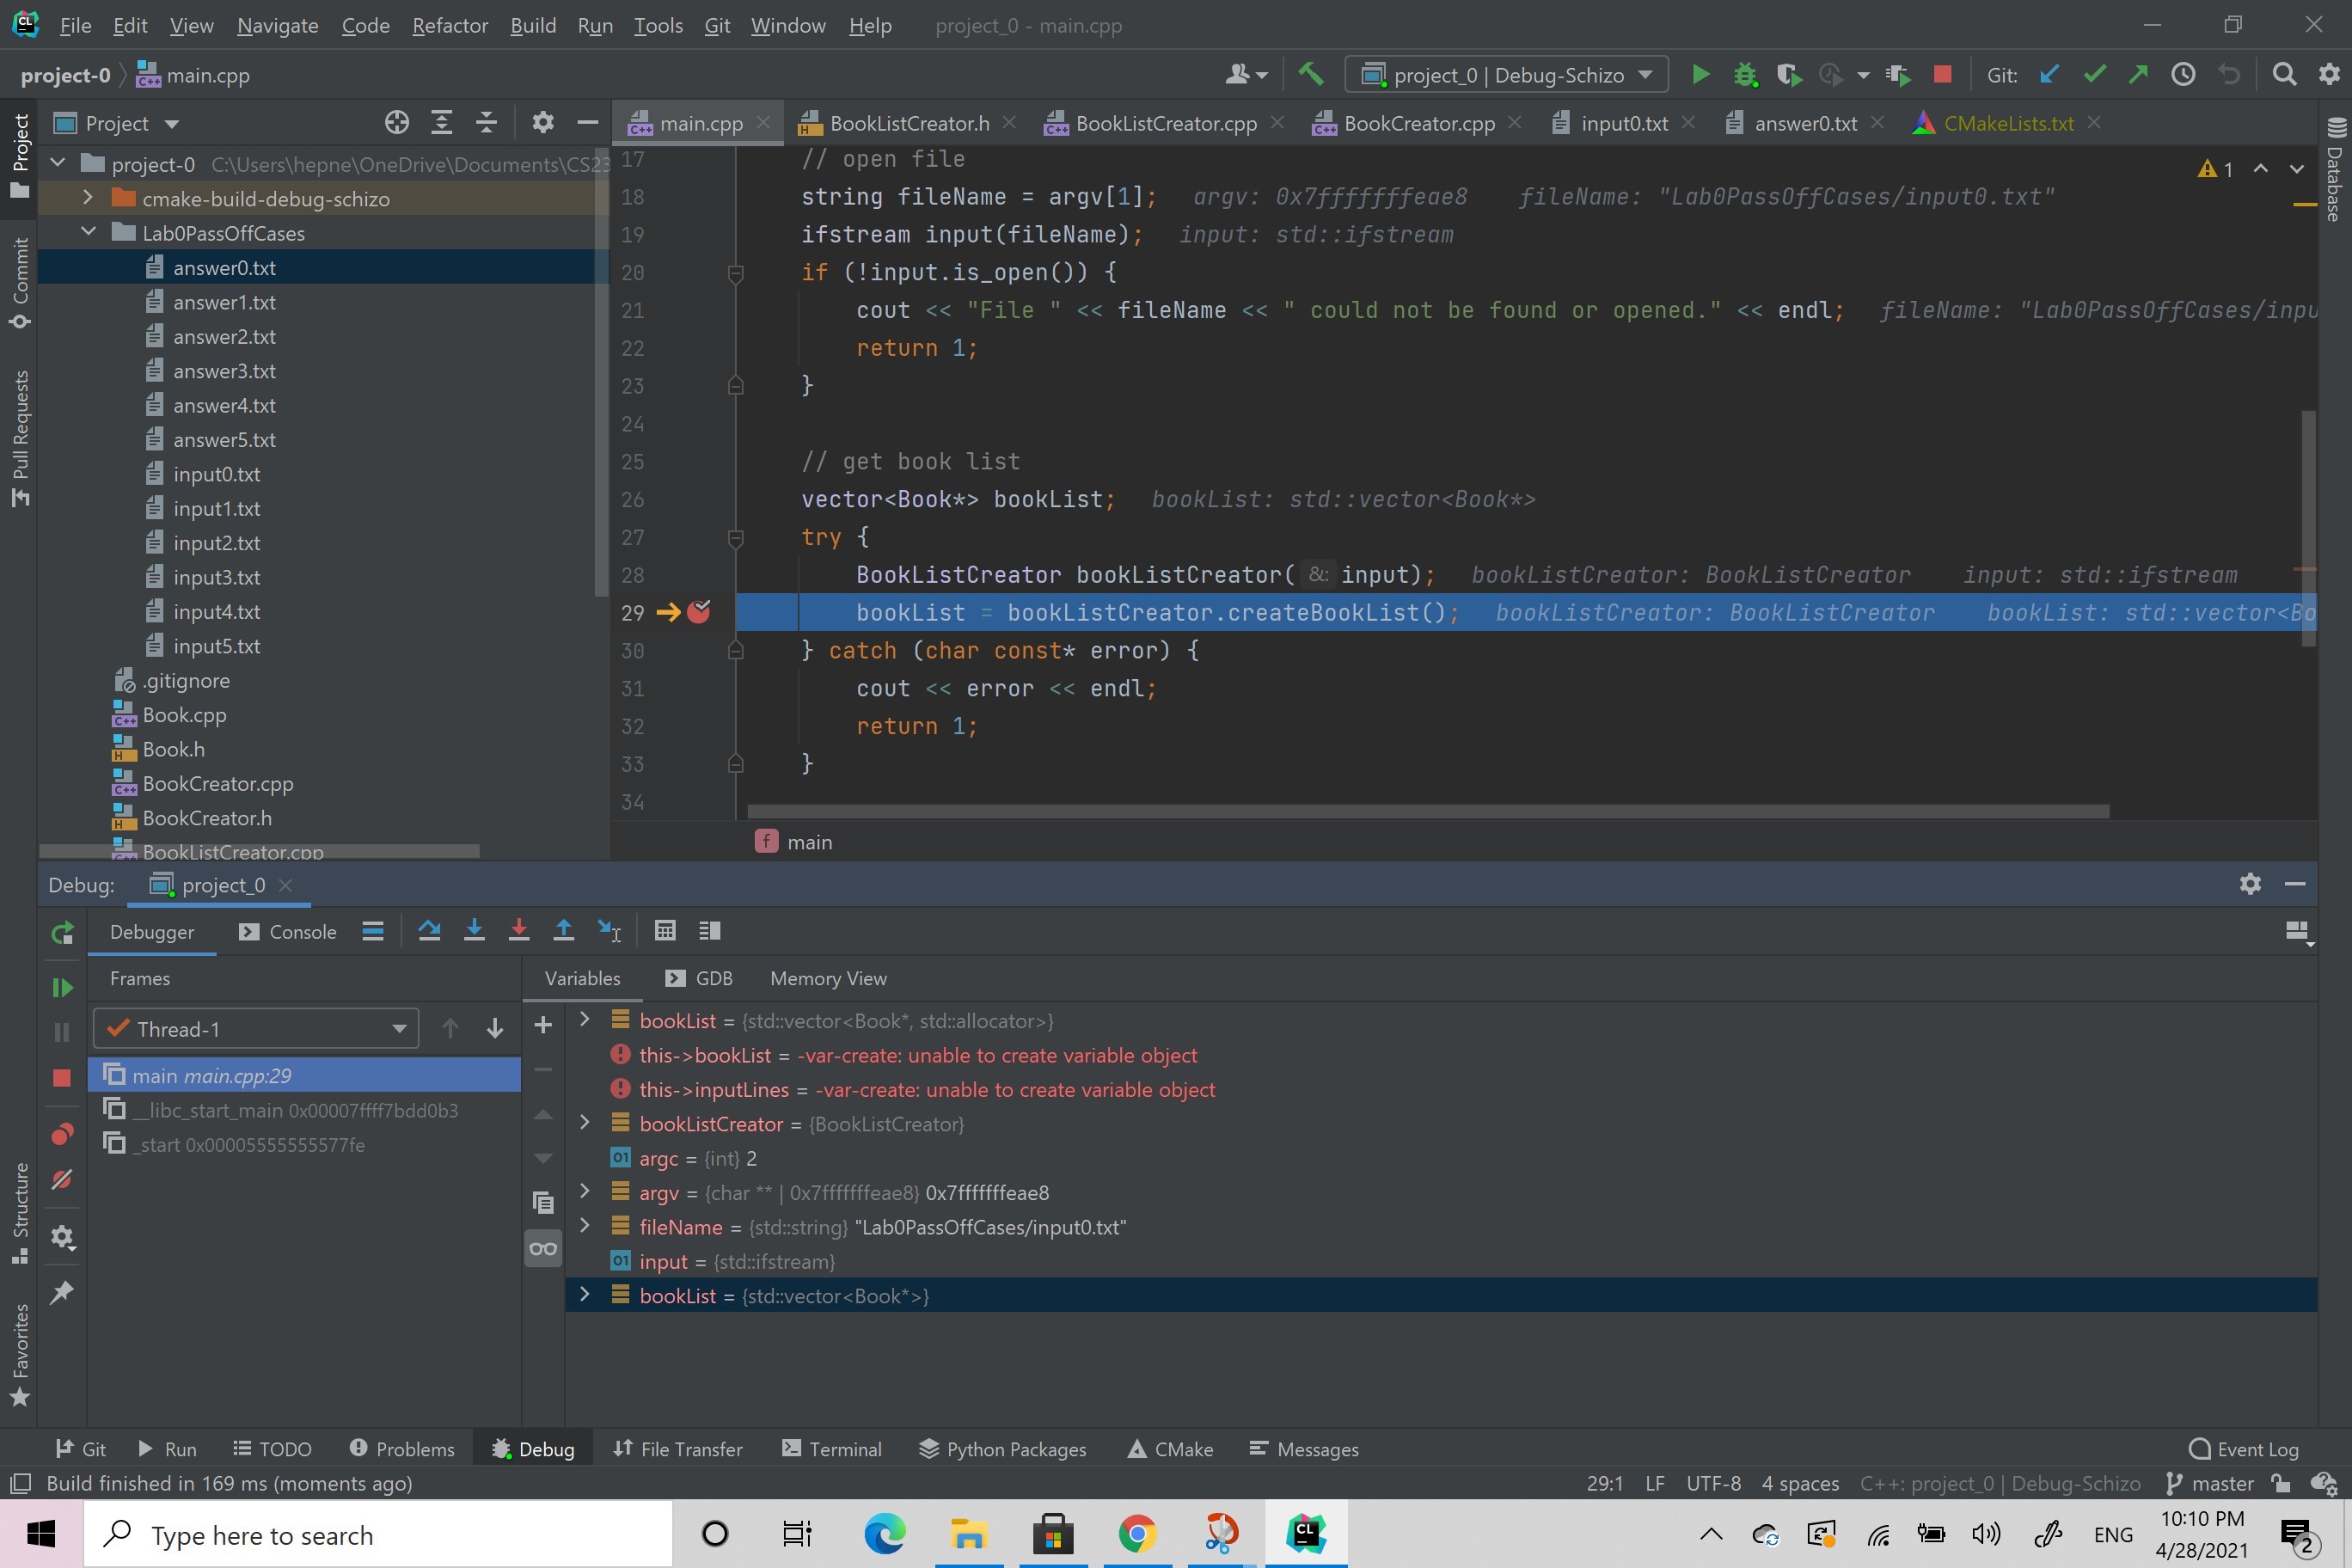 File Edit View Navigate Code Refactor Build Run Tools Git Window Help project_0 - main.cpp
project-0 main.cpp project_0 | Debug-Schizo Git:
Project
main.cpp BookListCreator.h BookListCreator.cpp BookCreator.cpp input0.txt answer0.txt CMakeLists.txt
Project
Commit
Pull Requests
Structure
Favorites
Database
project-0 C:\Users\hepne\OneDrive\Documents\CS23
cmake-build-debug-schizo
Lab0PassOffCases
answer0.txt
answer1.txt
answer2.txt
answer3.txt
answer4.txt
answer5.txt
input0.txt
input1.txt
input2.txt
input3.txt
input4.txt
input5.txt
.gitignore
Book.cpp
Book.h
BookCreator.cpp
BookCreator.h
BookListCreator.cpp
1
17 // open file
18 string fileName = argv[1]; argv: 0x7fffffffeae8 fileName: "Lab0PassOffCases/input0.txt"
19 ifstream input(fileName); input: std::ifstream
20 if (!input.is_open()) {
21 cout << "File " << fileName << " could not be found or opened." << endl; fileName: "Lab0PassOffCases/inpu
22 return 1;
23 }
24
25 // get book list
26 vector<Book*> bookList; bookList: std::vector<Book*>
27 try {
28 BookListCreator bookListCreator( &: input); bookListCreator: BookListCreator input: std::ifstream
29 bookList = bookListCreator.createBookList(); bookListCreator: BookListCreator bookList: std::vector<Bo
30 } catch (char const* error) {
31 cout << error << endl;
32 return 1;
33 }
34
main
Debug: project_0
Debugger Console
Frames
Variables GDB Memory View
Thread-1
main main.cpp:29
__libc_start_main 0x00007ffff7bdd0b3
_start 0x00005555555577fe
bookList = {std::vector<Book*, std::allocator>}
this->bookList = -var-create: unable to create variable object
this->inputLines = -var-create: unable to create variable object
bookListCreator = {BookListCreator}
argc = {int} 2
argv = {char ** | 0x7fffffffeae8} 0x7fffffffeae8
fileName = {std::string} "Lab0PassOffCases/input0.txt"
input = {std::ifstream}
bookList = {std::vector<Book*>}
Git Run TODO Problems Debug File Transfer Terminal Python Packages CMake Messages Event Log
Build finished in 169 ms (moments ago) 29:1 LF UTF-8 4 spaces C++: project_0 | Debug-Schizo master
Type here to search
ENG
10:10 PM
4/28/2021
2